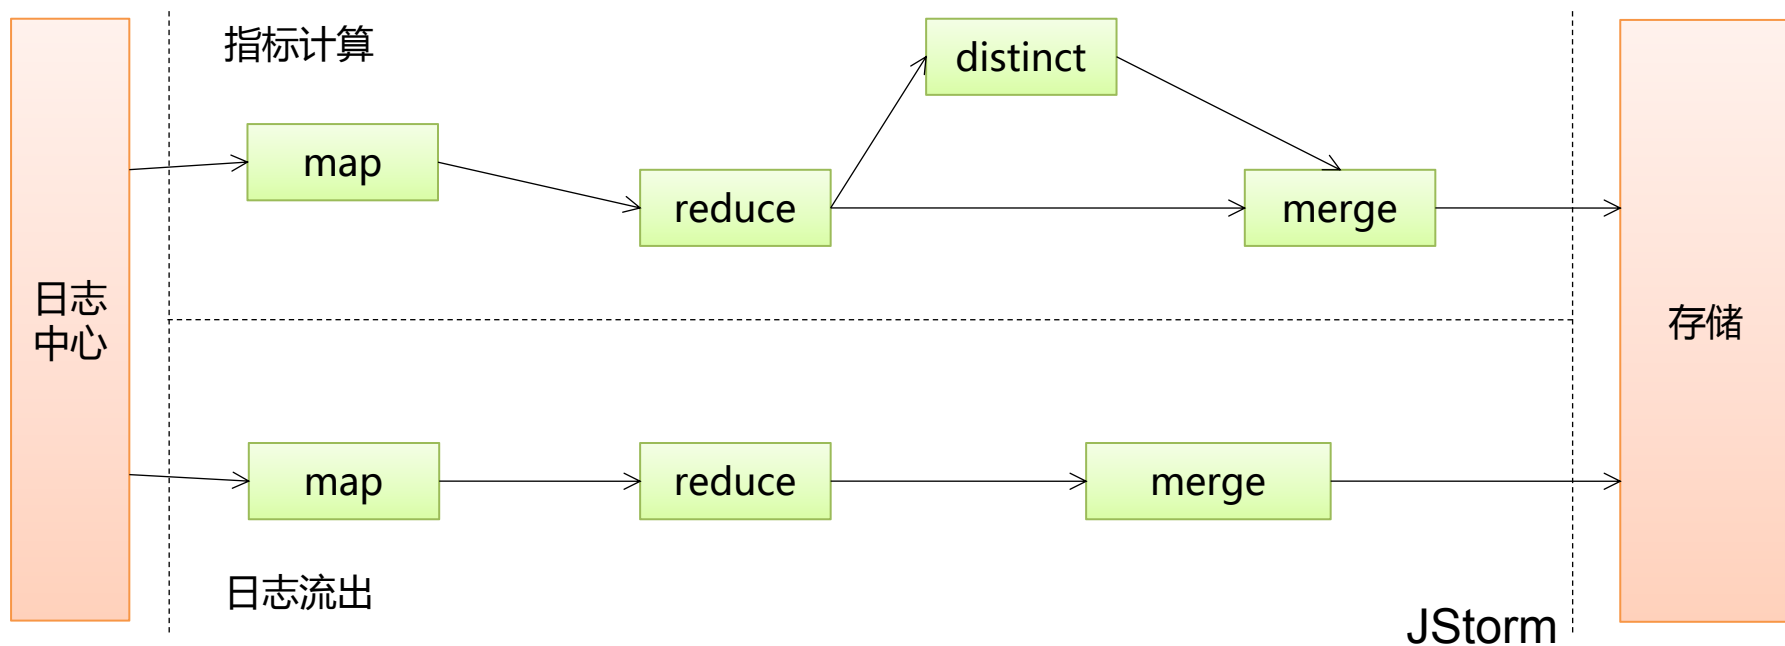 指标计算
distinct
map
reduce
merge
日志
中心
存储
map
reduce
merge
日志流出
JStorm